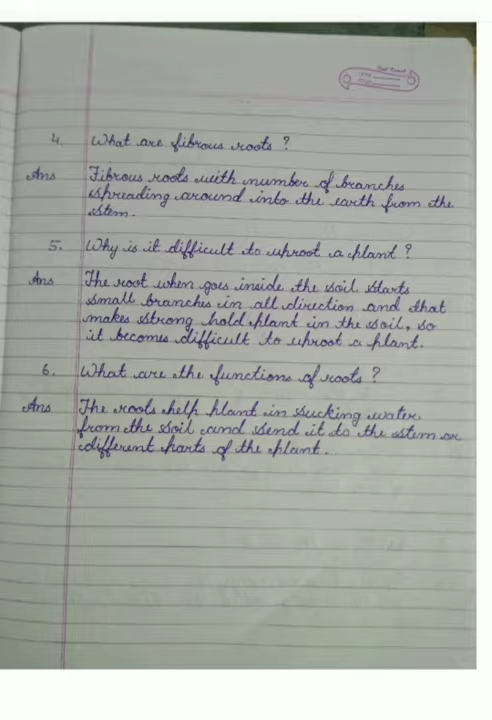 4. What are fibrous roots ?
Ans Fibrous roots with number of branches
spreading around into the earth from the
stem.
5. Why is it difficult to uproot a plant ?
Ans The root when goes inside the soil starts
small branches in all direction and that
makes strong hold plant in the soil, so
it becomes difficult to uproot a plant.
6. What are the functions of roots ?
Ans The roots help plant in sucking water
from the soil and send it to the stem or
different parts of the plant.